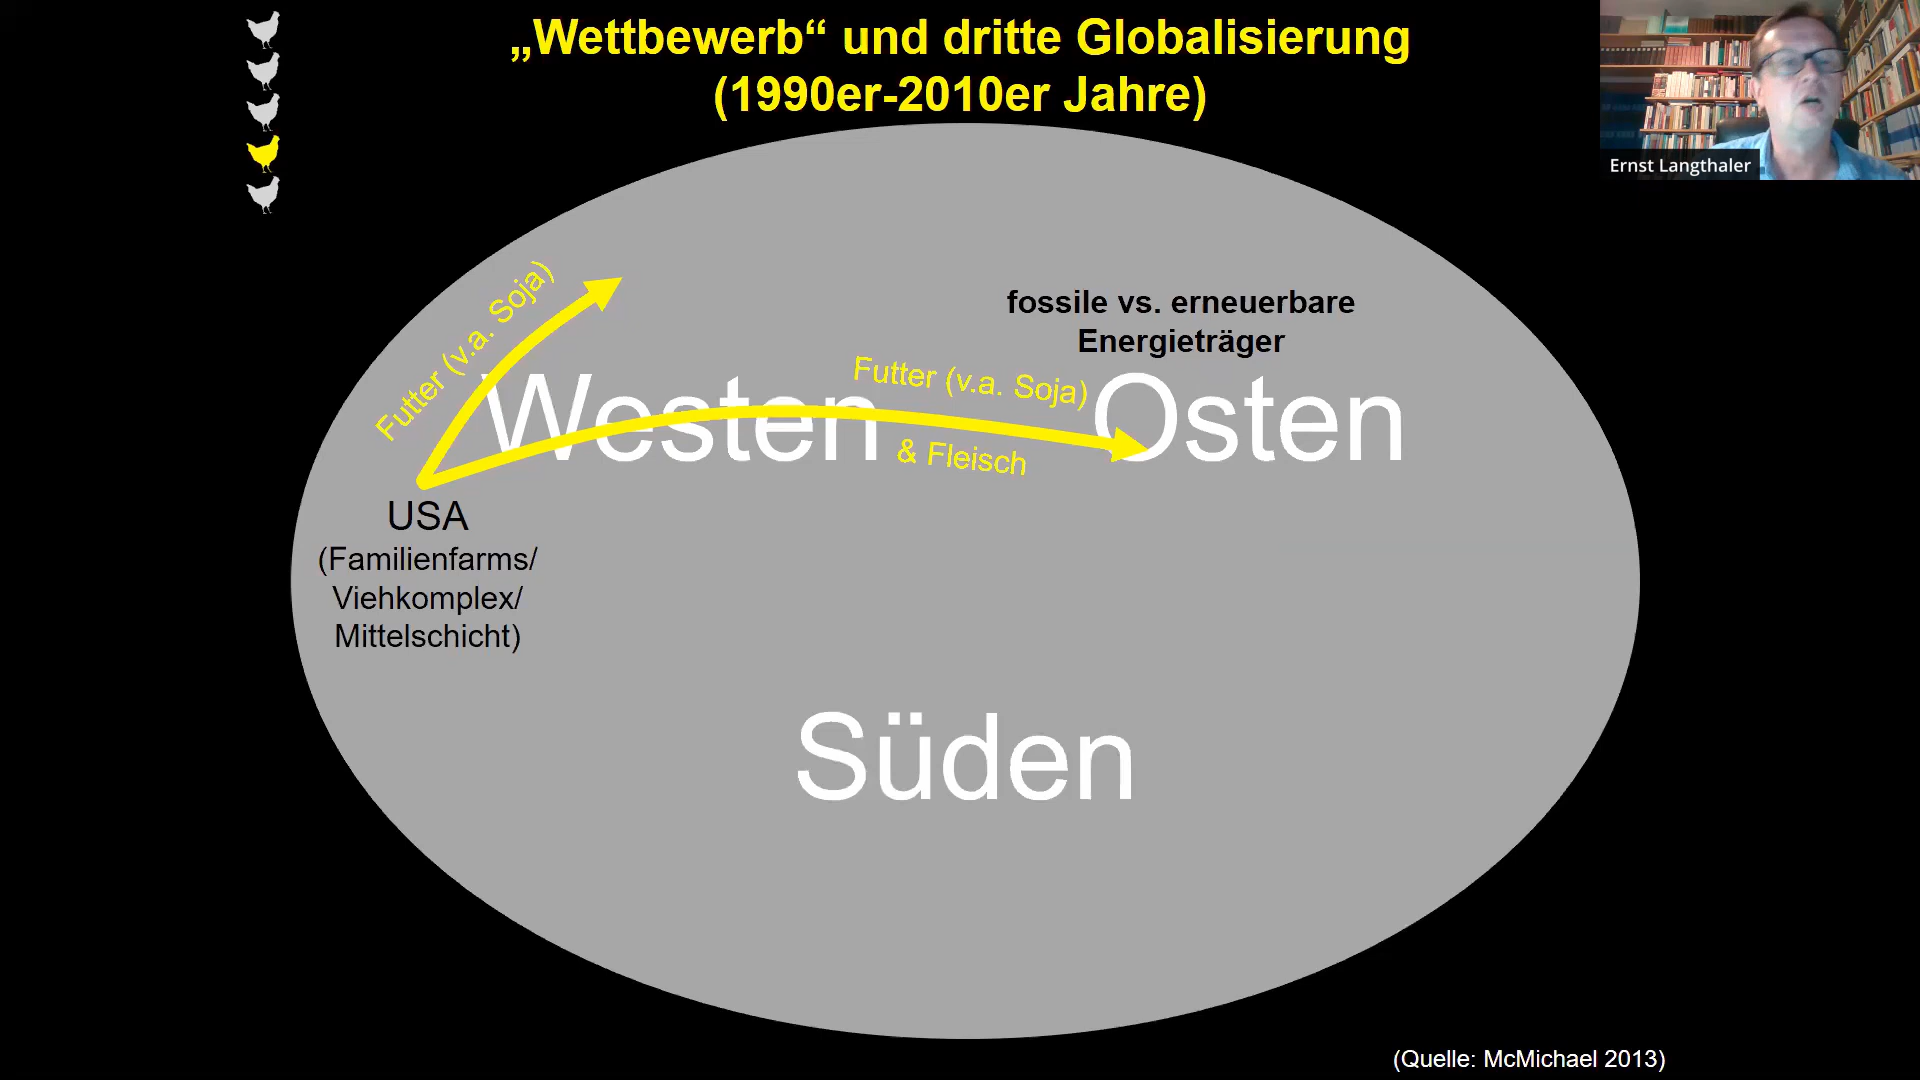 „Wettbewerb“ und dritte Globalisierung
(1990er-2010er Jahre)
Ernst Langthaler
Futter (v.a. Soja)
fossile vs. erneuerbare
Energieträger
Futter (v.a. Soja)
Westen
Osten
& Fleisch
USA
(Familienfarms/
Viehkomplex/
Mittelschicht)
Süden
(Quelle: McMichael 2013)